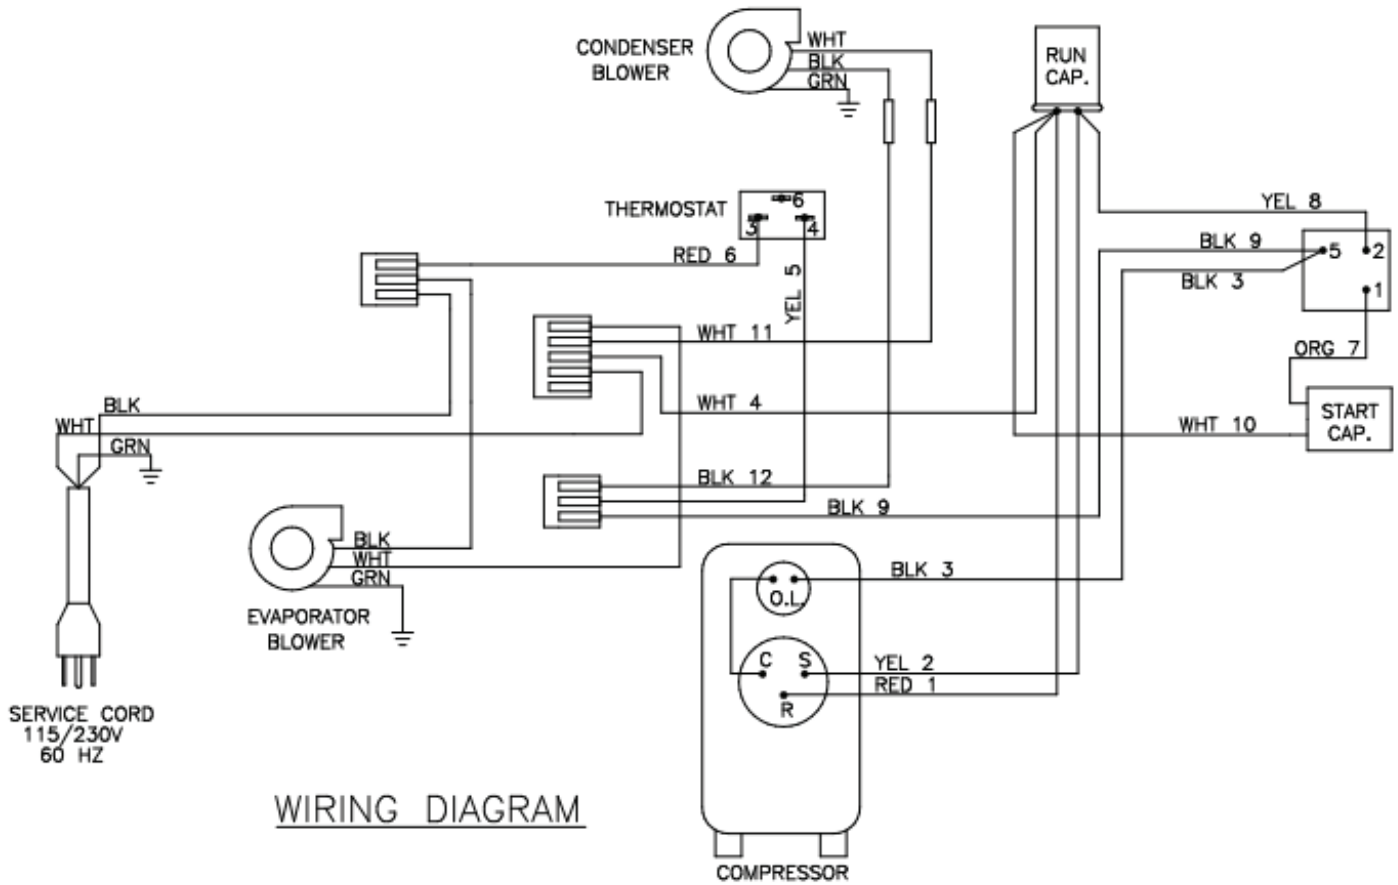 CONDENSER
BLOWER
WHT
BLK
GRN
RUN
CAP.
THERMOSTAT
6
3
4
RED 6
YEL 5
YEL 8
BLK 9
BLK 3
5
2
1
ORG 7
START
CAP.
WHT 10
WHT 11
WHT 4
BLK
WHT
GRN
BLK 12
BLK 9
BLK
WHT
GRN
EVAPORATOR
BLOWER
BLK 3
O.L.
C
S
R
YEL 2
RED 1
SERVICE CORD
115/230V
60 HZ
WIRING DIAGRAM
COMPRESSOR